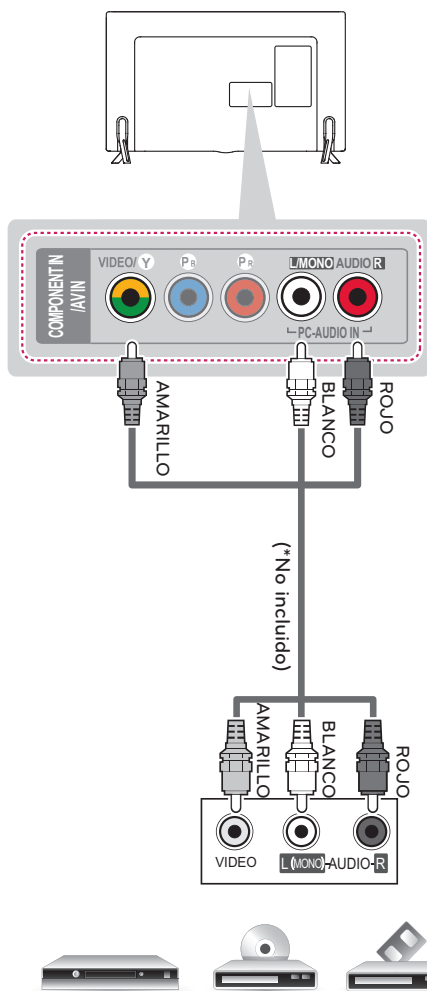 COMPONENT IN
/AV IN
VIDEO/ Y
PB
PR
L/MONO AUDIO R
PC-AUDIO IN
AMARILLO
BLANCO
ROJO
(*No incluido)
AMARILLO
BLANCO
ROJO
VIDEO
L(MONO)-AUDIO-R